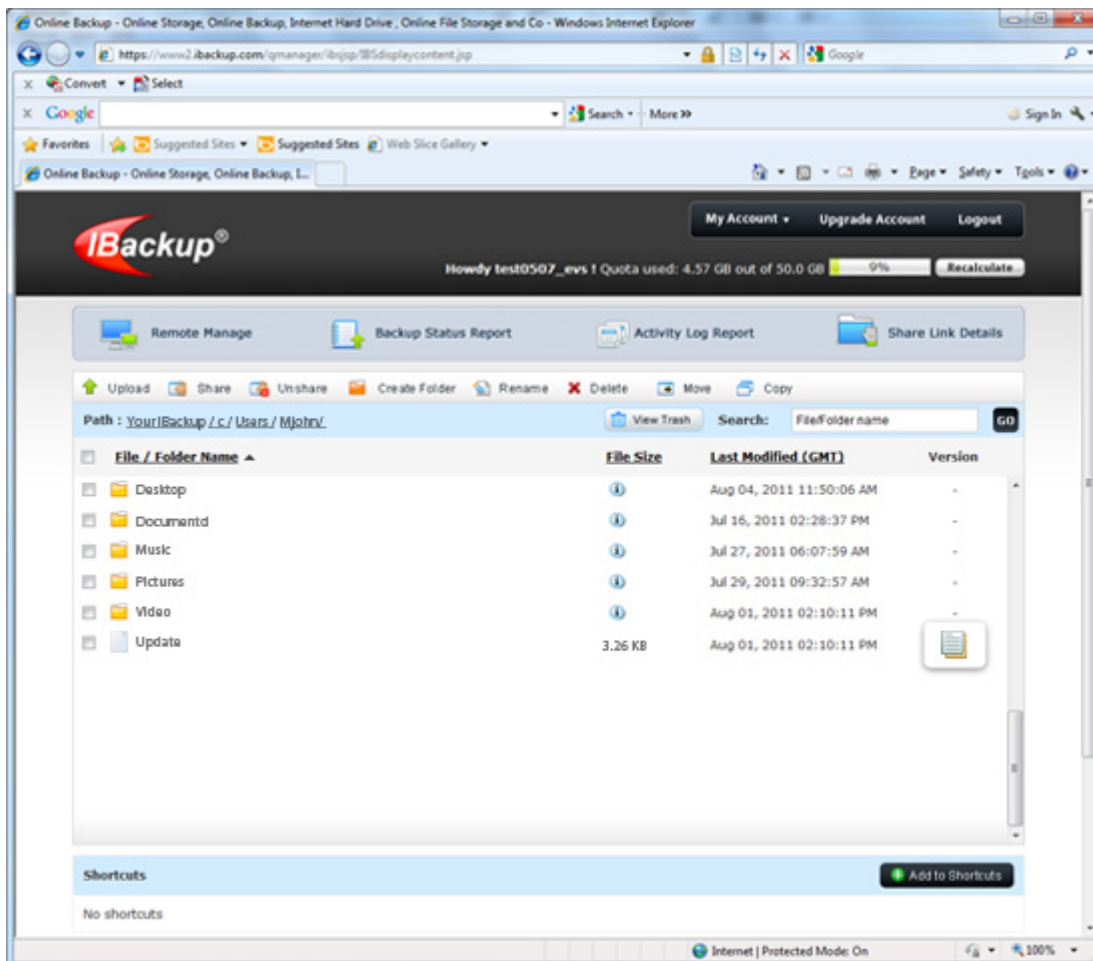 Online Backup - Online Storage, Online Backup, Internet Hard Drive , Online File Storage and Co - Windows Internet Explorer
https://www2.ibackup.com/qmanager/ibsjsp/IBSdisplaycontent.jsp Google
x Convert Select
x Google Search More >> Sign In
Favorites Suggested Sites Suggested Sites Web Slice Gallery
Online Backup - Online Storage, Online Backup, I... Page Safety Tools
My Account Upgrade Account Logout
IBackup®
Howdy test0507_evs ! Quota used: 4.57 GB out of 50.0 GB 9% Recalculate
Remote Manage Backup Status Report Activity Log Report Share Link Details
Upload Share Unshare Create Folder Rename Delete Move Copy
Path : YourIBackup / c / Users / Mjohn/ View Trash Search: File/Folder name GO
File / Folder Name File Size Last Modified (GMT) Version
Desktop Aug 04, 2011 11:50:06 AM -
Documentd Jul 16, 2011 02:28:37 PM -
Music Jul 27, 2011 06:07:59 AM -
Pictures Jul 29, 2011 09:32:57 AM -
Video Aug 01, 2011 02:10:11 PM -
Update 3.26 KB Aug 01, 2011 02:10:11 PM
Shortcuts Add to Shortcuts
No shortcuts
Internet | Protected Mode: On 100%